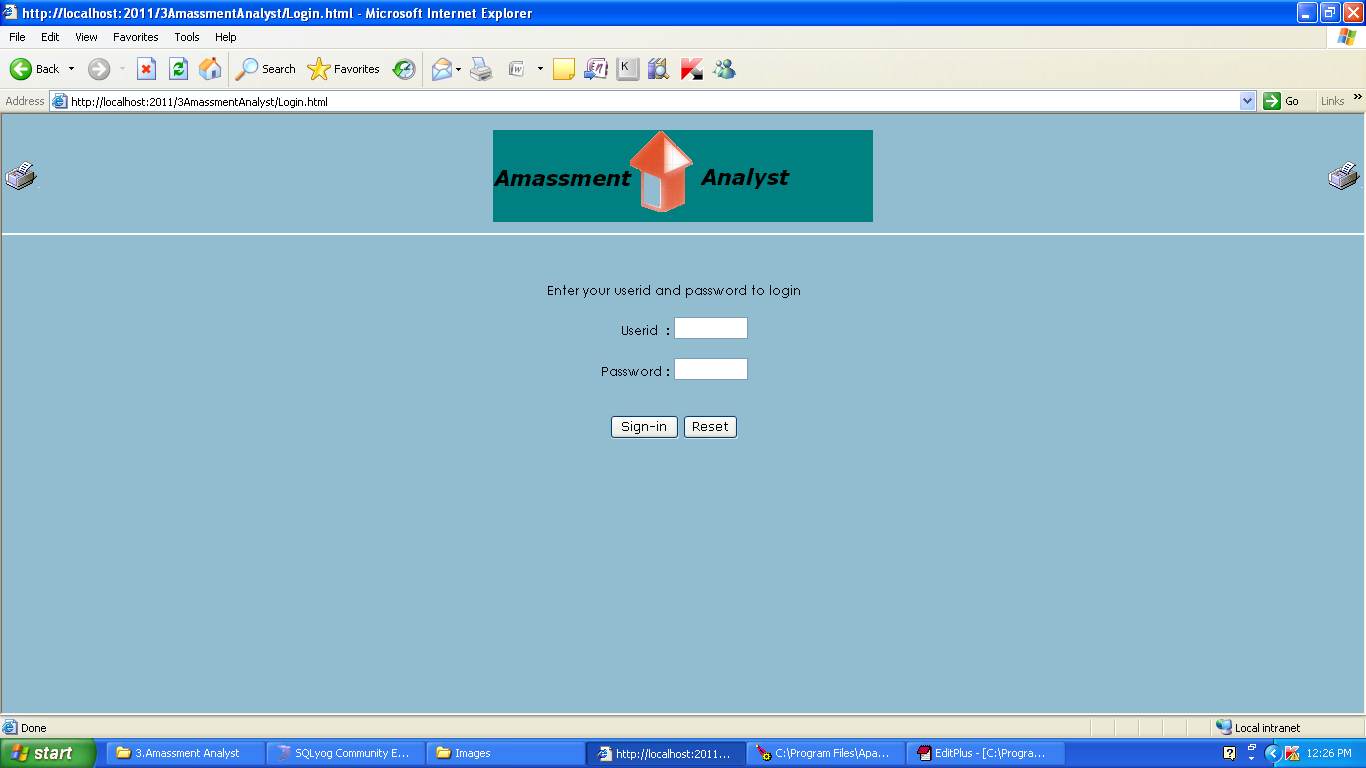 http://localhost:2011/3AmassmentAnalyst/Login.html - Microsoft Internet Explorer
File Edit View Favorites Tools Help
Back Search Favorites
Address http://localhost:2011/3AmassmentAnalyst/Login.html Go Links »
Amassment Analyst
Enter your userid and password to login
Userid :
Password :
Sign-in Reset
Done Local intranet
start 3.Amassment Analyst SQLyog Community E... Images http://localhost:2011... C:\Program Files\Apa... EditPlus - [C:\Progra... 12:26 PM